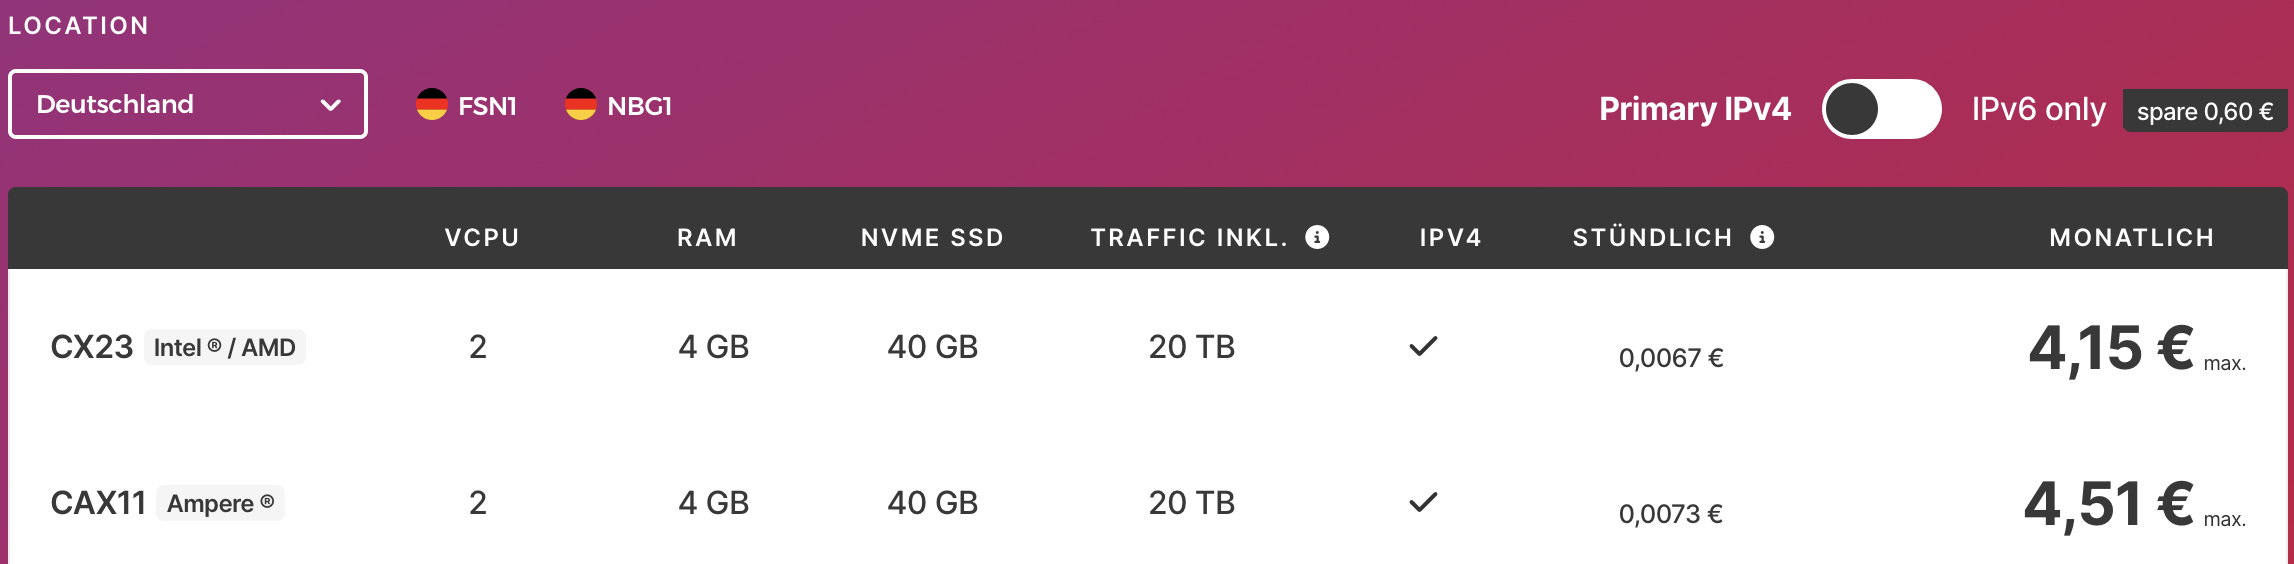 LOCATION
Deutschland FSN1 NBG1 Primary IPv4 IPv6 only spare 0,60 €
VCPU RAM NVME SSD TRAFFIC INKL. IPV4 STÜNDLICH MONATLICH
CX23 Intel ® / AMD 2 4 GB 40 GB 20 TB 0,0067 € 4,15 € max.
CAX11 Ampere ® 2 4 GB 40 GB 20 TB 0,0073 € 4,51 € max.